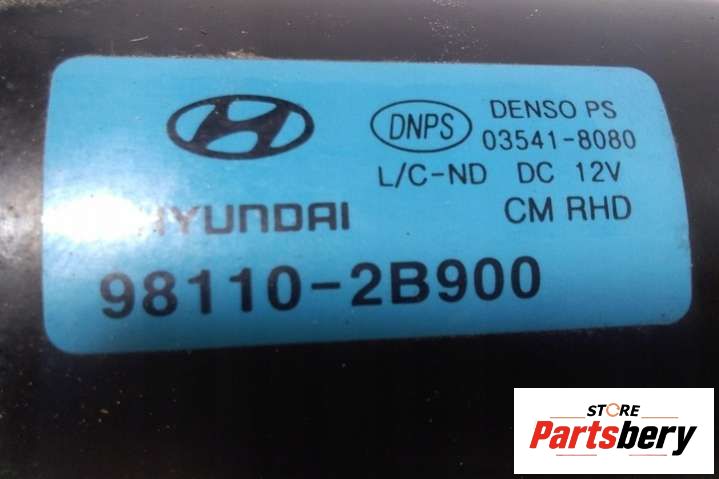 DNPS
DENSO PS
03541-8080
L/C-ND DC 12V
HYUNDAI
CM RHD
98110-2B900
STORE
Partsbery